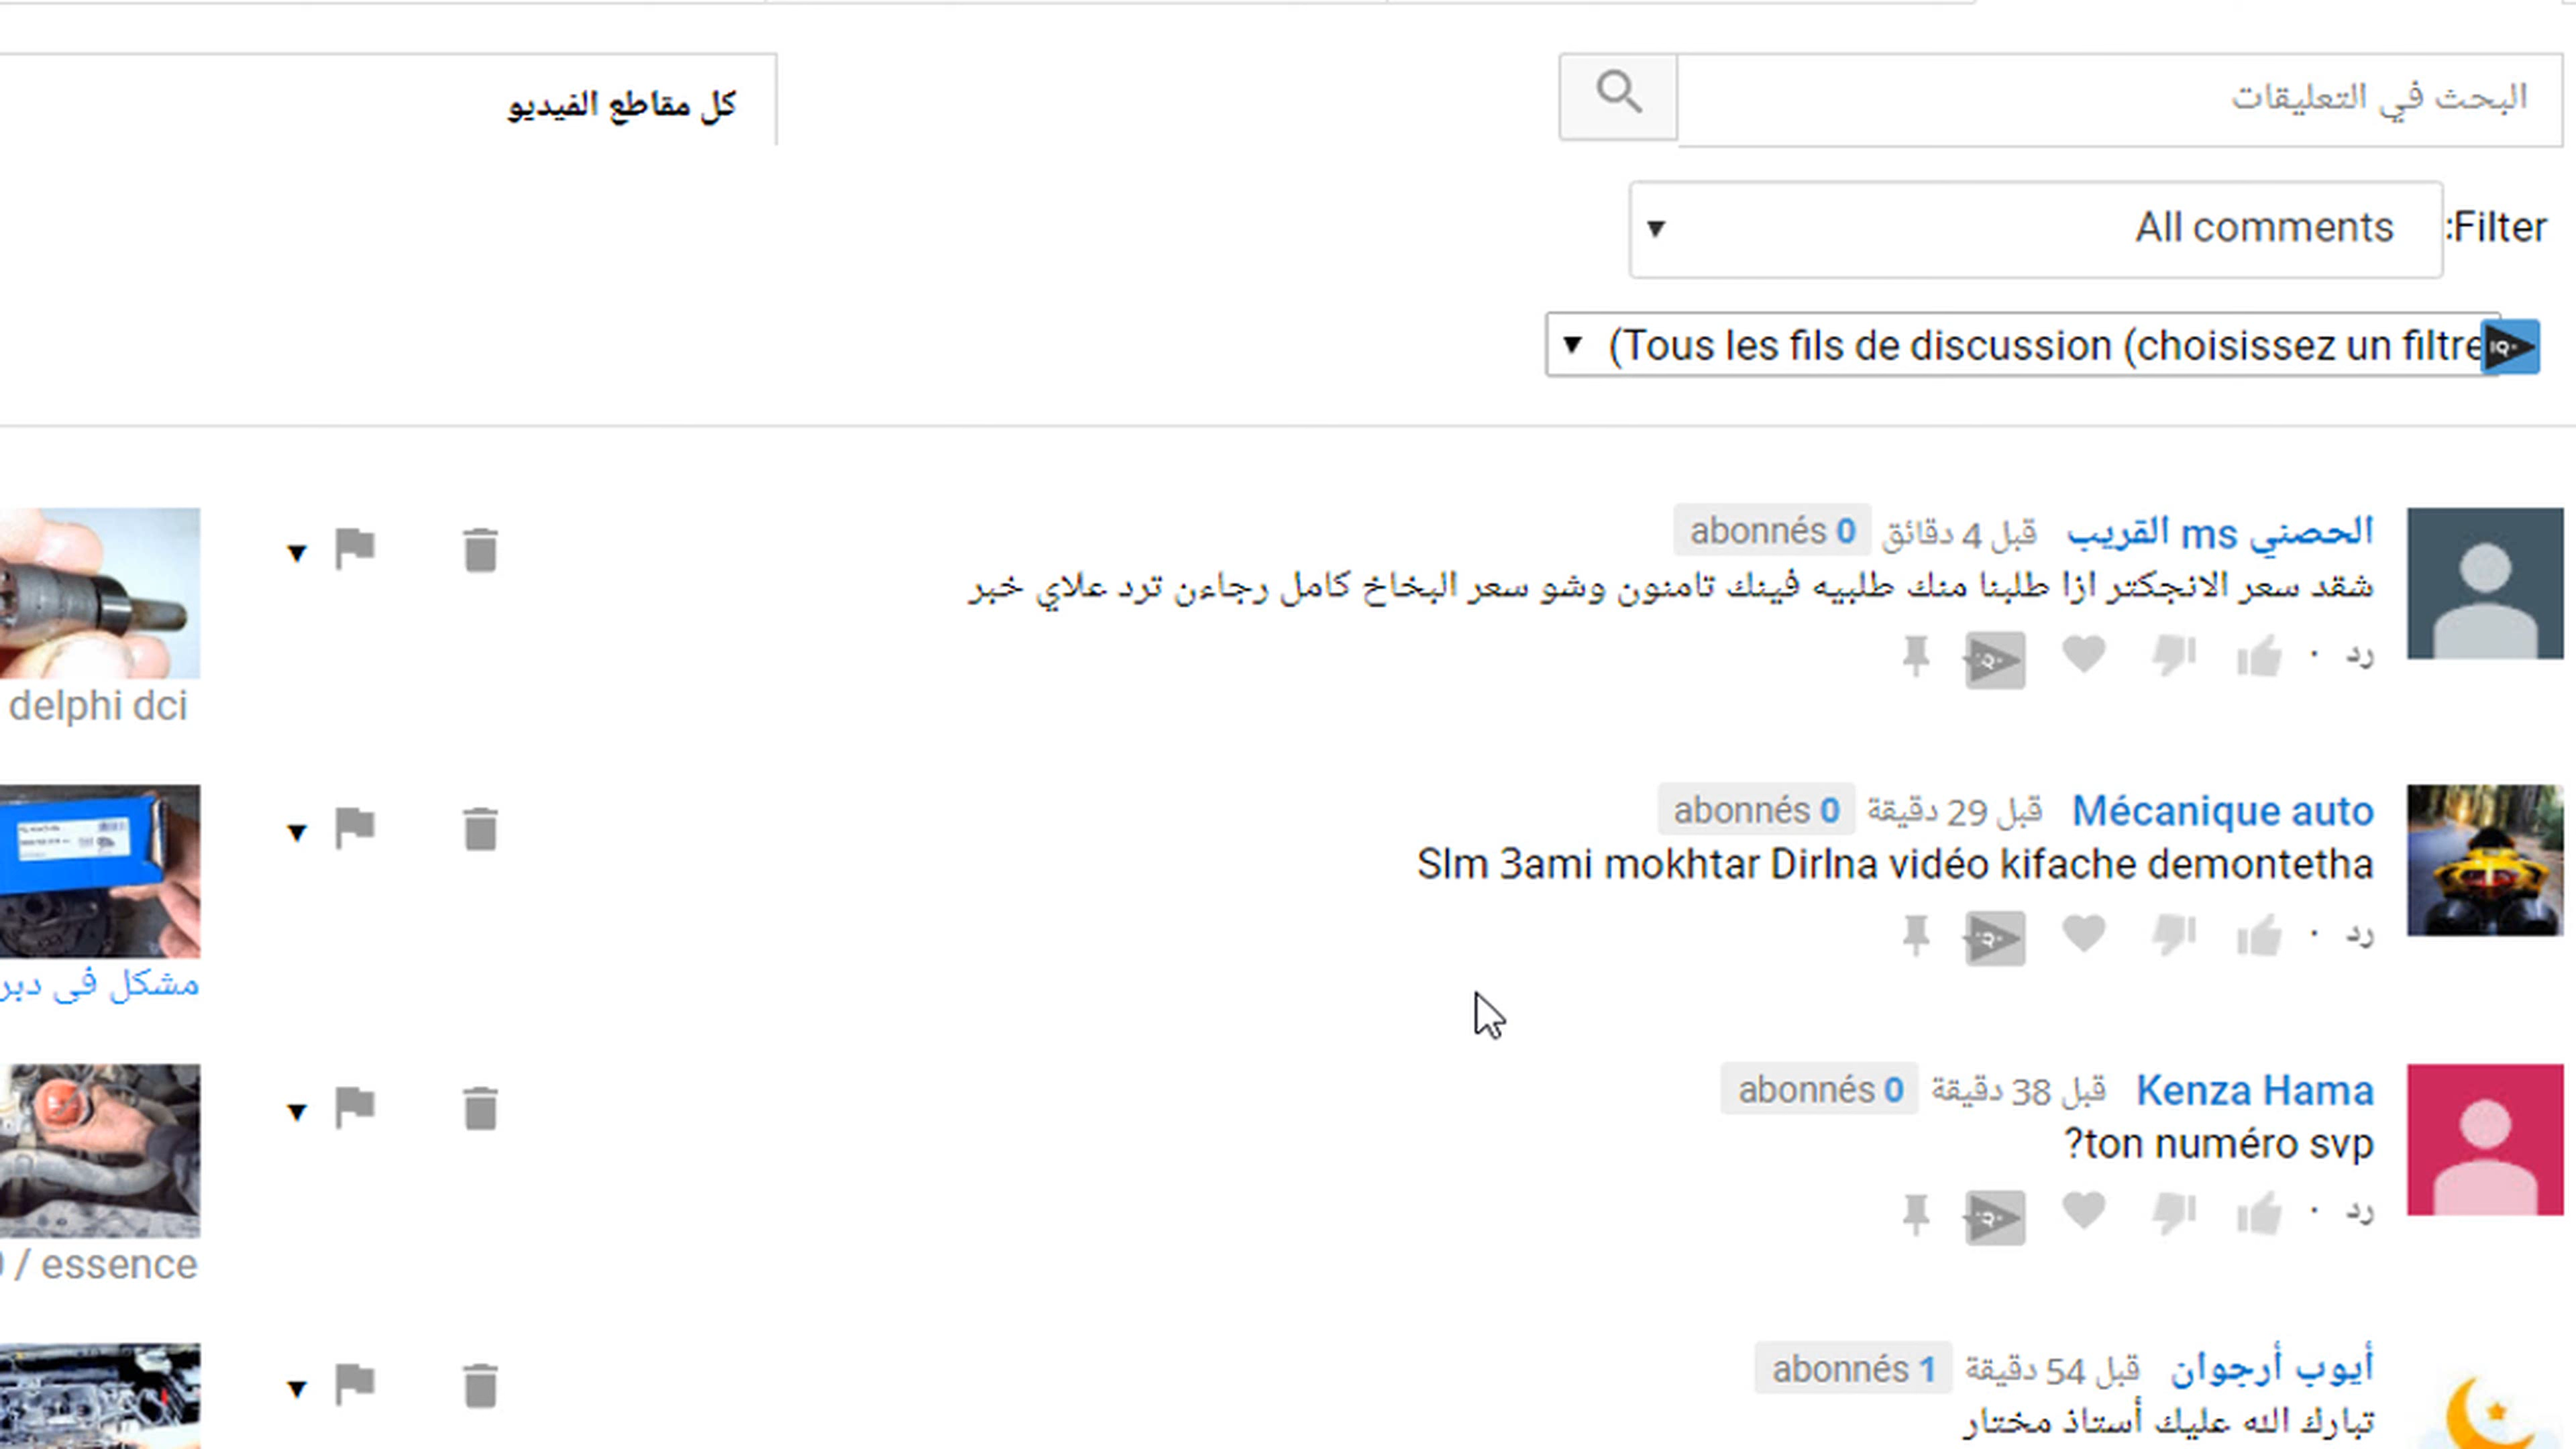 البحث في التعليقات
كل مقاطع الفيديو
Filter:
All comments
Tous les fils de discussion (choisissez un filtre)
الحصني ms القريب قبل 4 دقائق 0 abonnés
شقد سعر الانجكتر ازا طلبنا منك طلبيه فينك تامنون وشو سعر البخاخ كامل رجاءن ترد علاي خبر
رد
delphi dci
Mécanique auto قبل 29 دقيقة 0 abonnés
Slm 3ami mokhtar Dirlna vidéo kifache demontetha
رد
مشكل في دبر
Kenza Hama قبل 38 دقيقة 0 abonnés
ton numéro svp?
رد
/ essence
أيوب أرجوان قبل 54 دقيقة 1 abonnés
تبارك الله عليك أستاذ مختار